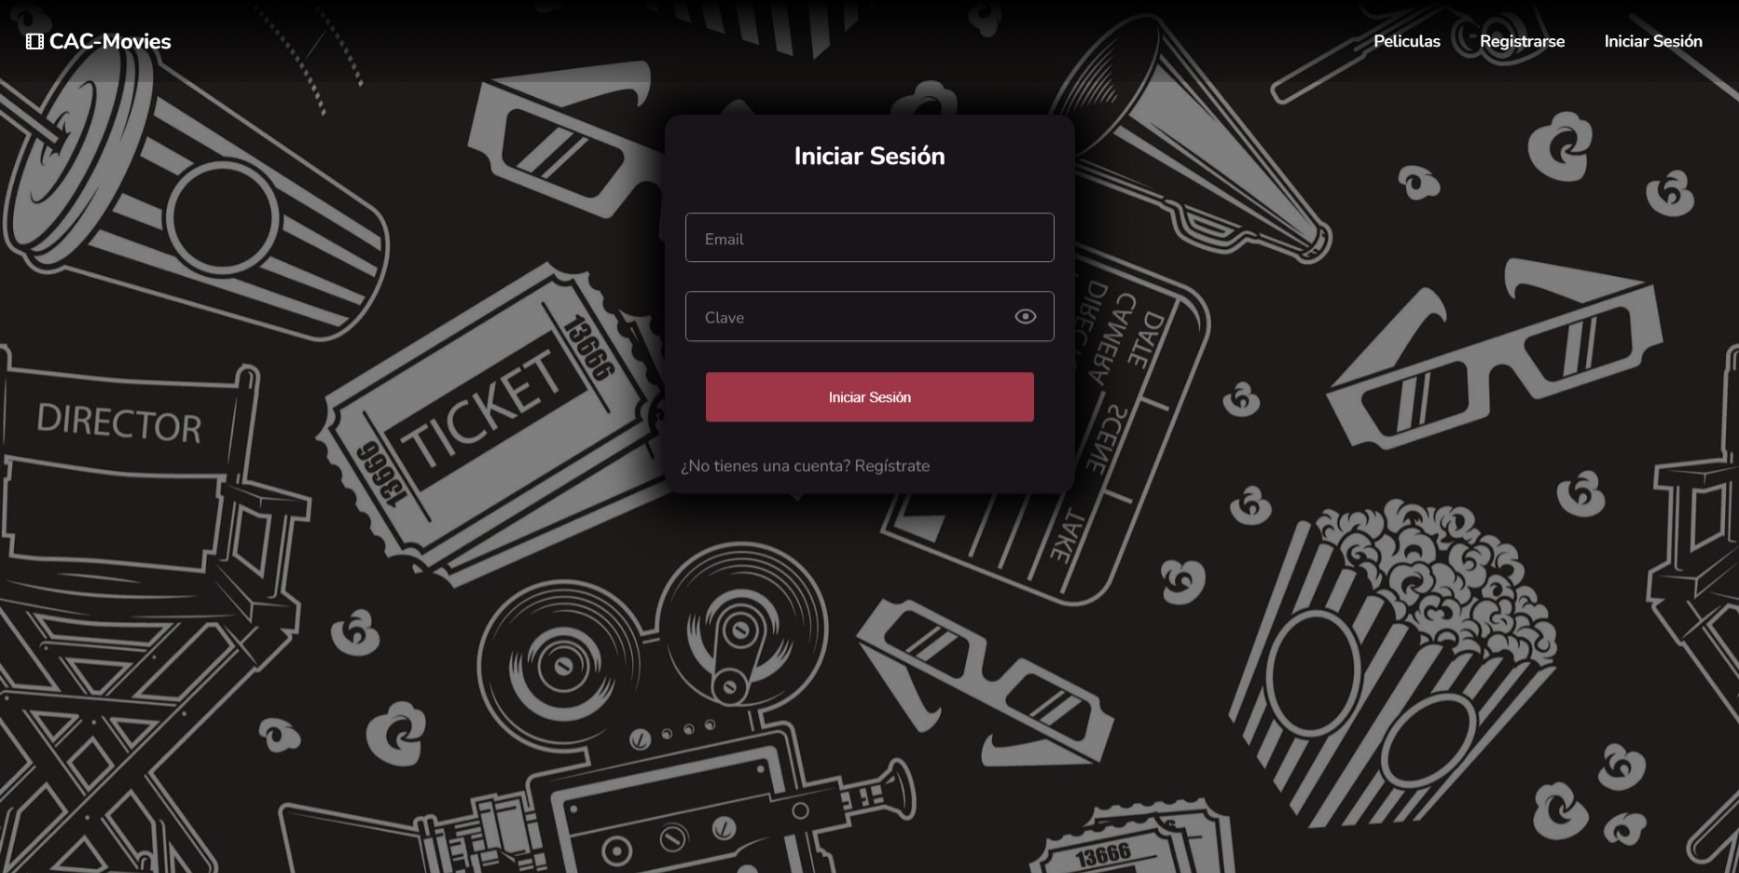 CAC-Movies
Peliculas
Registrarse
Iniciar Sesión
Iniciar Sesión
Email
Clave
Iniciar Sesión
¿No tienes una cuenta? Regístrate
DIRECTOR
13666
TICKET
13666
DATE
CAMERA
SCENE
TAKE
13666